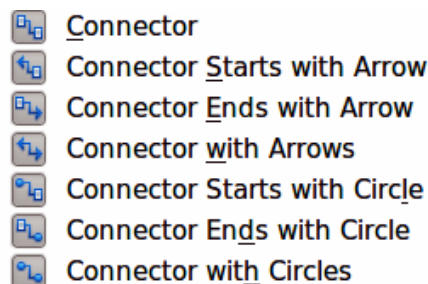 Connector
Connector Starts with Arrow
Connector Ends with Arrow
Connector with Arrows
Connector Starts with Circle
Connector Ends with Circle
Connector with Circles